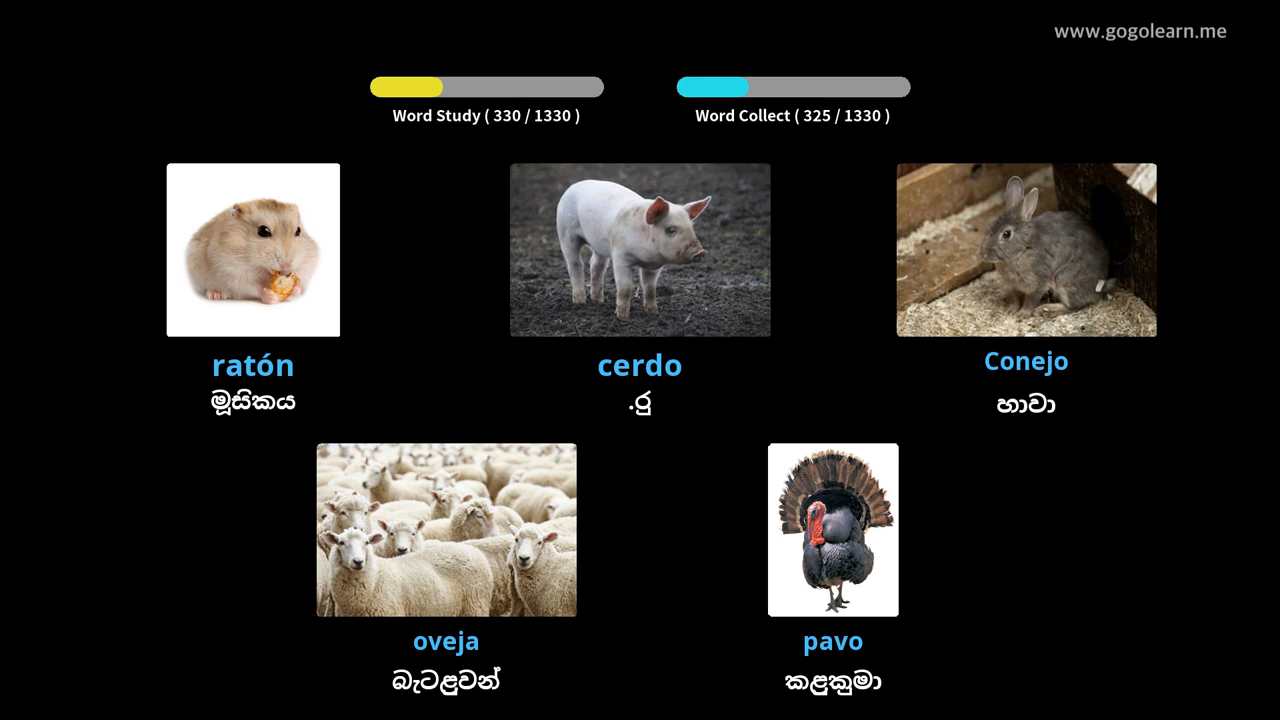 www.gogolearn.me
Word Study ( 330 / 1330 )
Word Collect ( 325 / 1330 )
ratón
මූසිකය
cerdo
.රු
Conejo
හාවා
oveja
බැටළුවන්
pavo
කළුකුමා